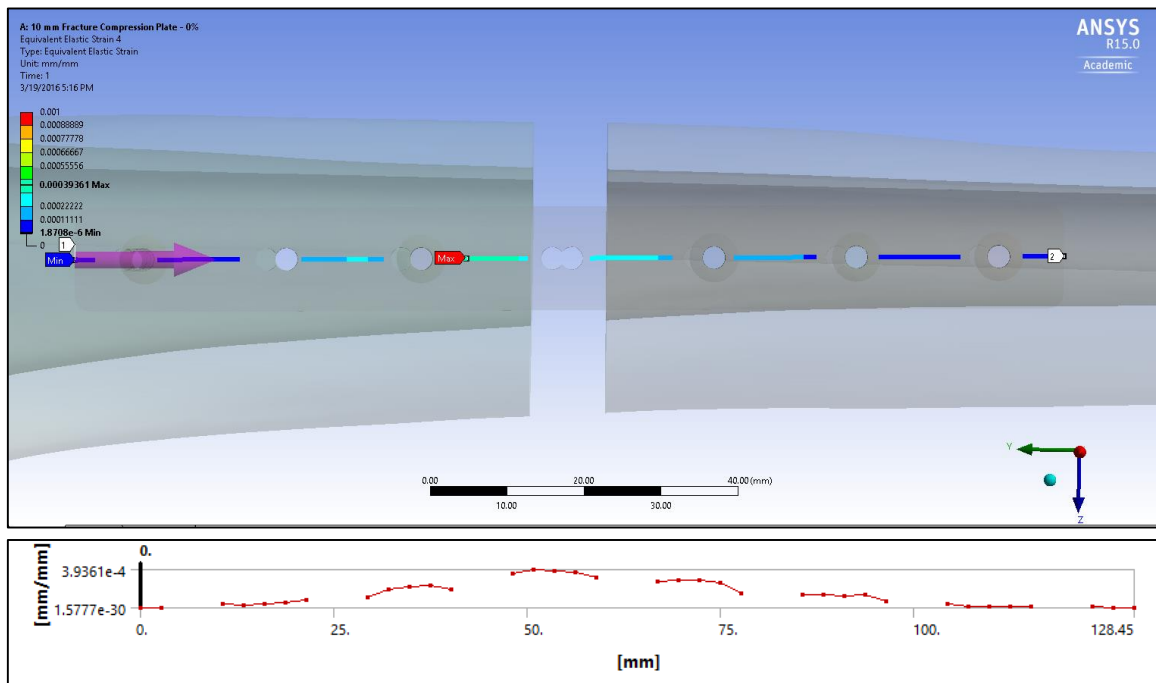 A: 10 mm Fracture Compression Plate - 0%
Equivalent Elastic Strain 4
Type: Equivalent Elastic Strain
Unit: mm/mm
Time: 1
3/19/2016 5:16 PM
ANSYS
R15.0
Academic
0.001
0.00088889
0.00077778
0.00066667
0.00055556
0.00039361 Max
0.00022222
0.00011111
1.8708e-6 Min
0
1
Min
Max
2
Y
Z
0.00 20.00 40.00 (mm)
10.00 30.00
0.
[mm/mm]
3.9361e-4
1.5777e-30
0. 25. 50. 75. 100. 128.45
[mm]